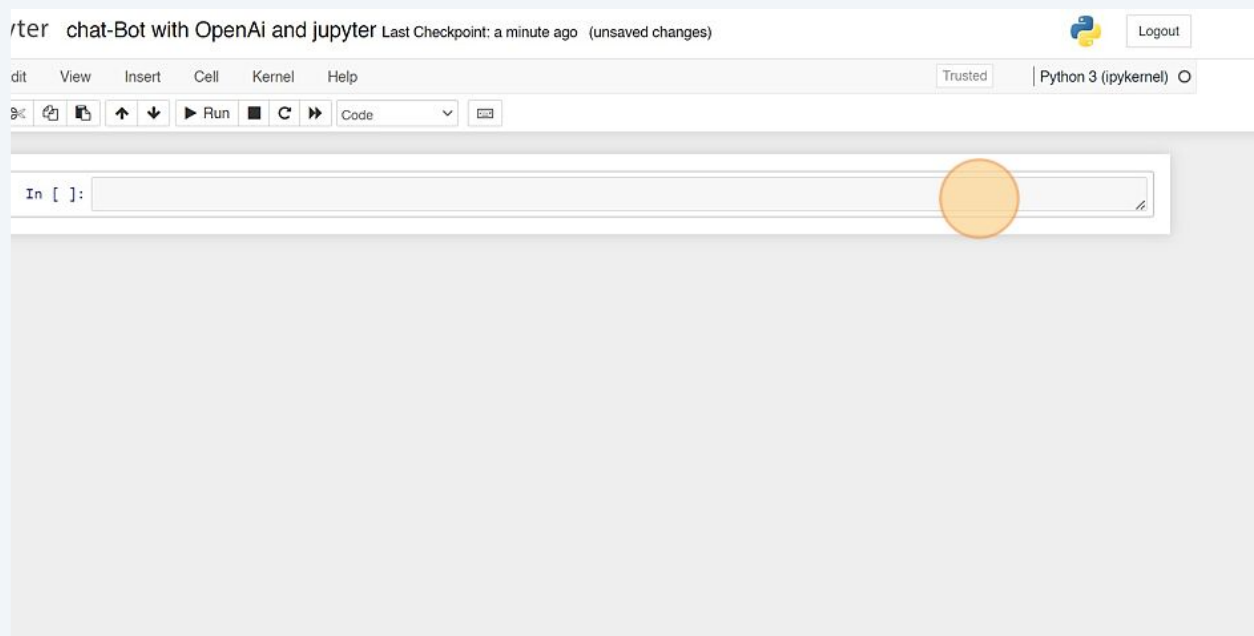 yter chat-Bot with OpenAi and jupyter Last Checkpoint: a minute ago (unsaved changes) Logout
dit View Insert Cell Kernel Help Trusted Python 3 (ipykernel)
Run Code
In [ ]: